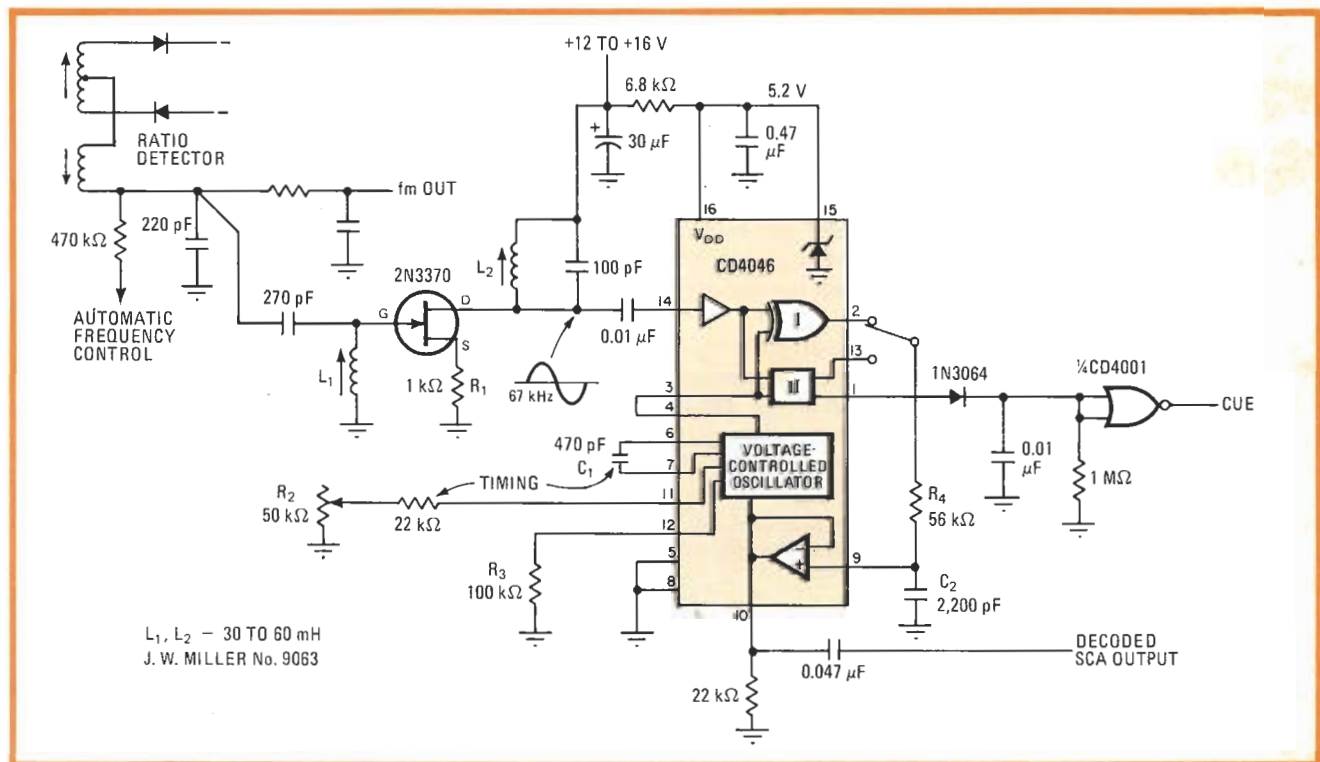 +12 TO +16 V
6.8 kΩ
5.2 V
+
30 μF
0.47
μF
RATIO
DETECTOR
fm OUT
470 kΩ
220 pF
AUTOMATIC
FREQUENCY
CONTROL
270 pF
2N3370
G
D
S
L1
1 kΩ
R1
L2
100 pF
67 kHz
0.01 μF
16
15
VDD
CD4046
14
I
2
13
II
1
3
4
6
7
11
12
5
8
9
10
VOLTAGE-
CONTROLLED
OSCILLATOR
-
+
1N3064
¼CD4001
CUE
0.01
μF
1 MΩ
470 pF
C1
TIMING
R2
50 kΩ
22 kΩ
R3
100 kΩ
R4
56 kΩ
C2
2,200 pF
L1, L2 – 30 TO 60 mH
J. W. MILLER No. 9063
0.047 μF
DECODED
SCA OUTPUT
22 kΩ